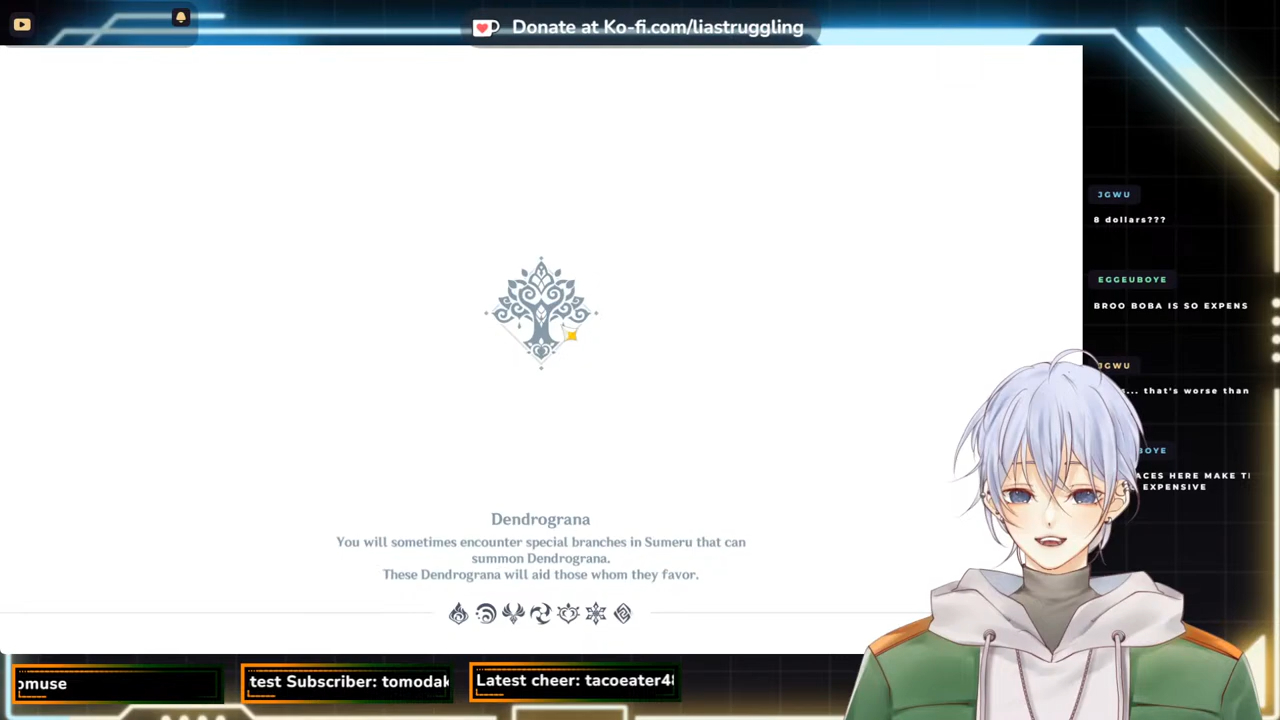 Donate at Ko-fi.com/liastruggling
JGWU
8 dollars???
EGGEUBOYE
BROO BOBA IS SO EXPENS
JGWU
... that's worse than
BOYE
ACES HERE MAKE
EXPENSIVE
Dendrograna
You will sometimes encounter special branches in Sumeru that can
summon Dendrograna.
These Dendrograna will aid those whom they favor.
omuse
test Subscriber: tomodak
Latest cheer: tacoeater48